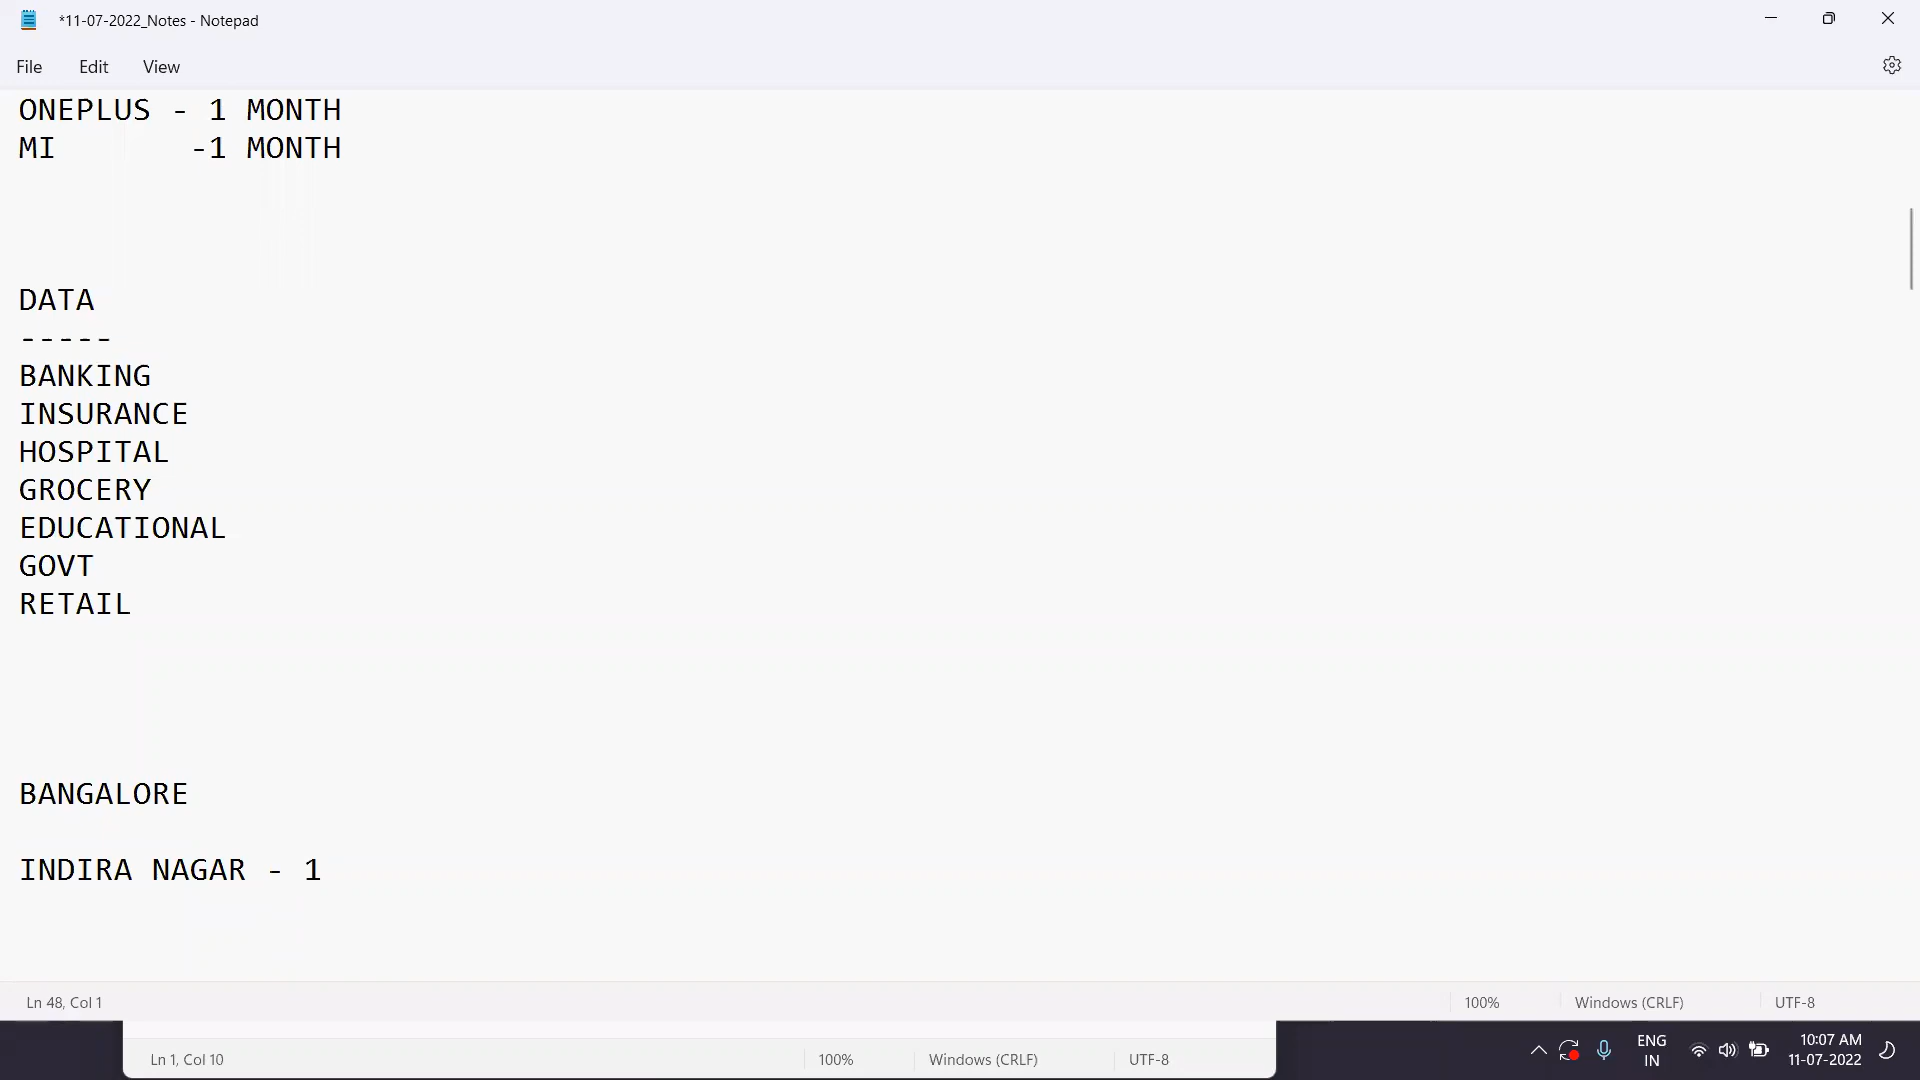 *11-07-2022_Notes - Notepad
File Edit View
ONEPLUS - 1 MONTH
MI       -1 MONTH
DATA
-----
BANKING
INSURANCE
HOSPITAL
GROCERY
EDUCATIONAL
GOVT
RETAIL
BANGALORE
INDIRA NAGAR - 1
Ln 48, Col 1 100% Windows (CRLF) UTF-8
Ln 1, Col 10 100% Windows (CRLF) UTF-8
ENG 10:07 AM
IN 11-07-2022